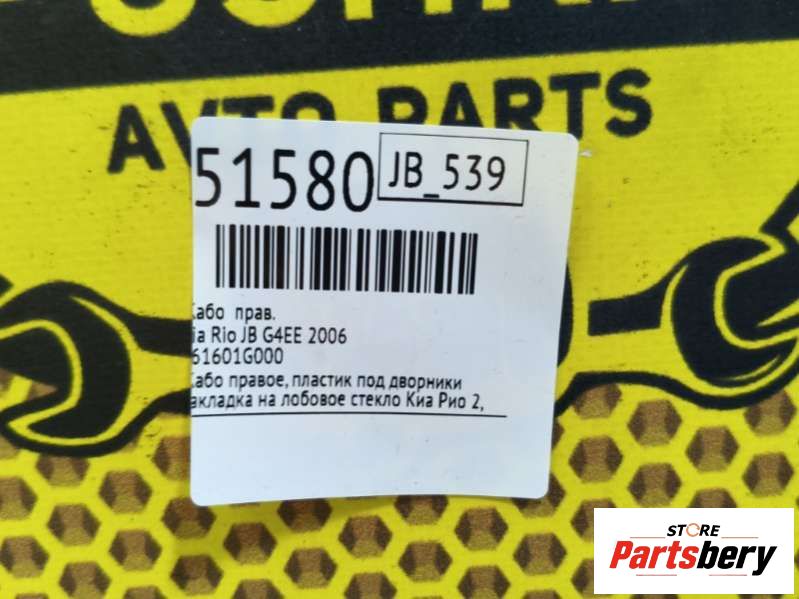 AVTO PARTS
51580
JB_539
Жабо прав.
Kia Rio JB G4EE 2006
861601G000
Жабо правое, пластик под дворники
накладка на лобовое стекло Киа Рио 2,
STORE
Partsbery